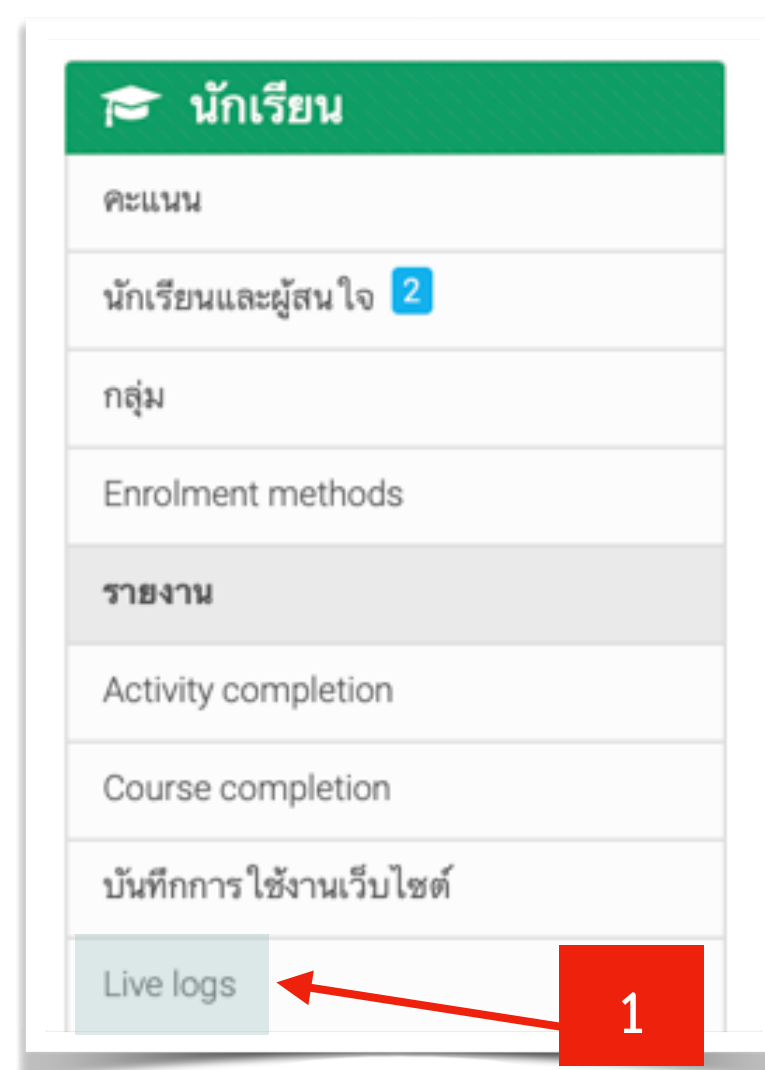 นักเรียน
คะแนน
นักเรียนและผู้สนใจ 2
กลุ่ม
Enrolment methods
รายงาน
Activity completion
Course completion
บันทึกการใช้งานเว็บไซต์
Live logs
1